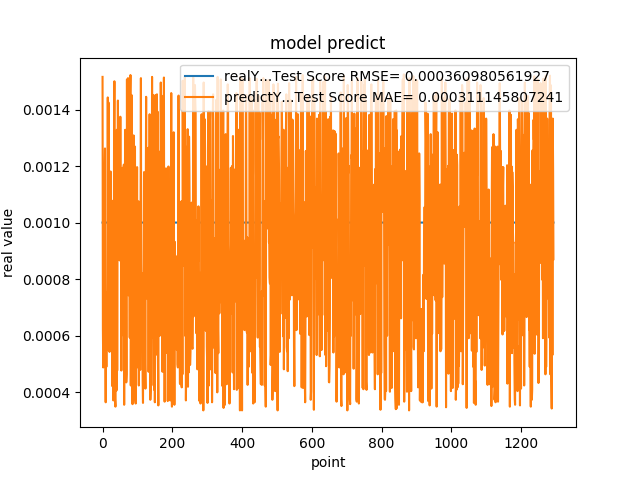 model predict
realY...Test Score RMSE= 0.000360980561927
predictY...Test Score MAE= 0.000311145807241
real value
0.0014
0.0012
0.0010
0.0008
0.0006
0.0004
0 200 400 600 800 1000 1200
point